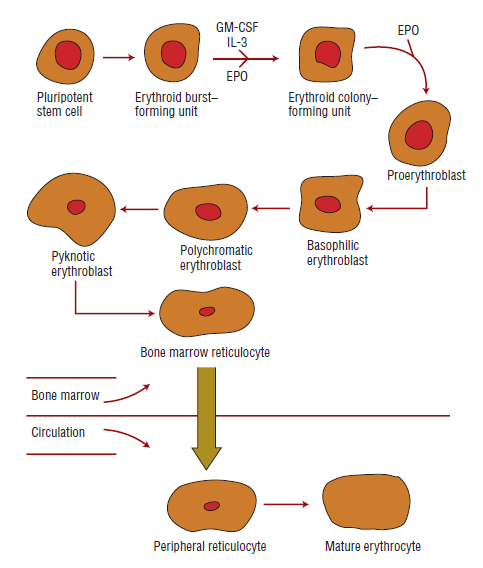 GM-CSF
IL-3
EPO
EPO
Pluripotent
stem cell
Erythroid burst–
forming unit
Erythroid colony–
forming unit
Proerythroblast
Pyknotic
erythroblast
Polychromatic
erythroblast
Basophilic
erythroblast
Bone marrow reticulocyte
Bone marrow
Circulation
Peripheral reticulocyte
Mature erythrocyte